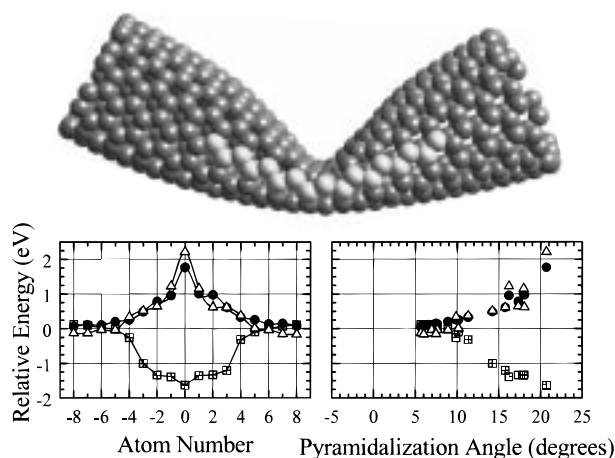 Relative Energy (eV)
2
1
0
-1
-2
-8 -6 -4 -2 0 2 4 6 8
Atom Number
-5 0 5 10 15 20 25
Pyramidalization Angle (degrees)